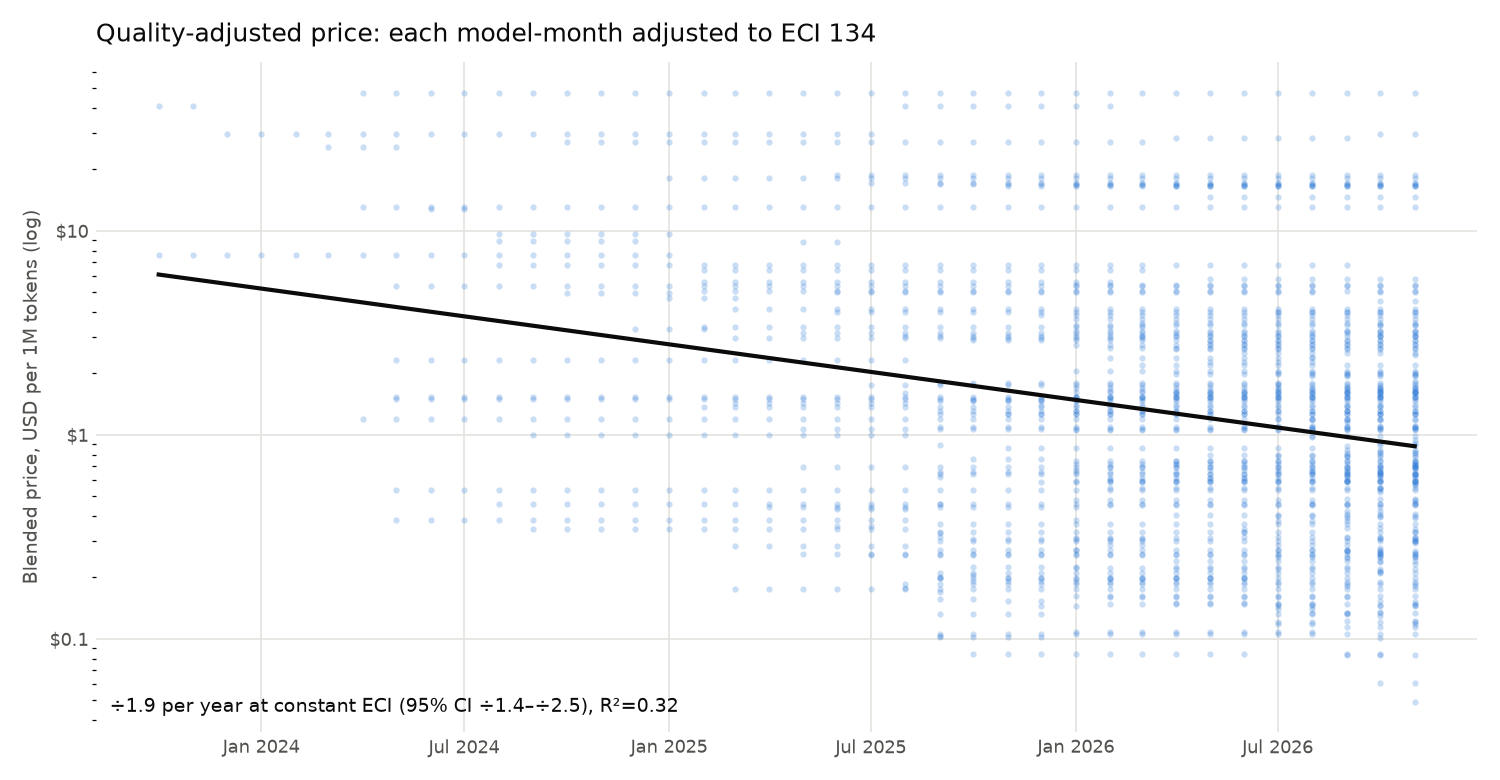 Quality-adjusted price: each model-month adjusted to ECI 134
Blended price, USD per 1M tokens (log)
$10
$1
$0.1
÷1.9 per year at constant ECI (95% CI ÷1.4–÷2.5), R²=0.32
Jan 2024
Jul 2024
Jan 2025
Jul 2025
Jan 2026
Jul 2026